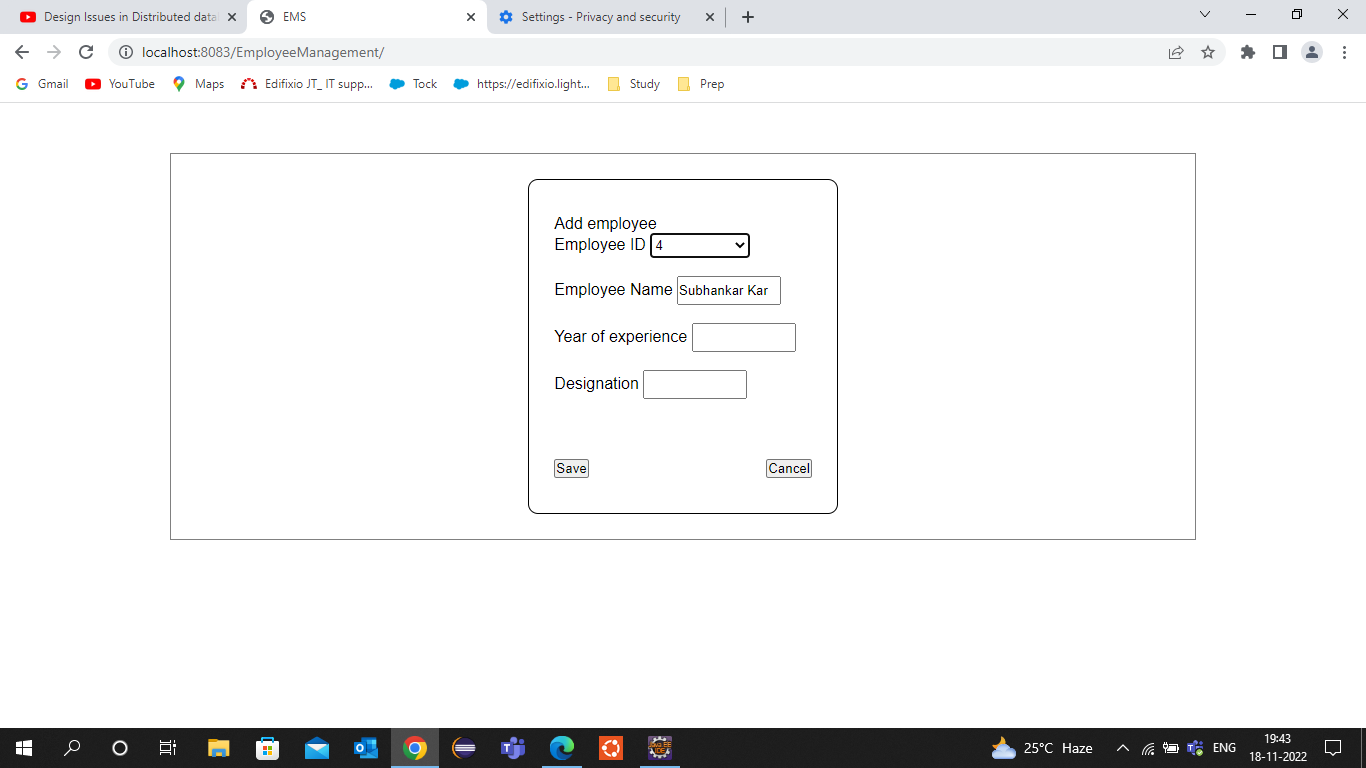 Design Issues in Distributed data
EMS
Settings - Privacy and security
localhost:8083/EmployeeManagement/
Gmail
YouTube
Maps
Edifixio JT_ IT supp...
Tock
https://edifixio.light...
Study
Prep
Add employee
Employee ID 4
Employee Name Subhankar Kar
Year of experience
Designation
Save
Cancel
25°C Haze
ENG
19:43
18-11-2022